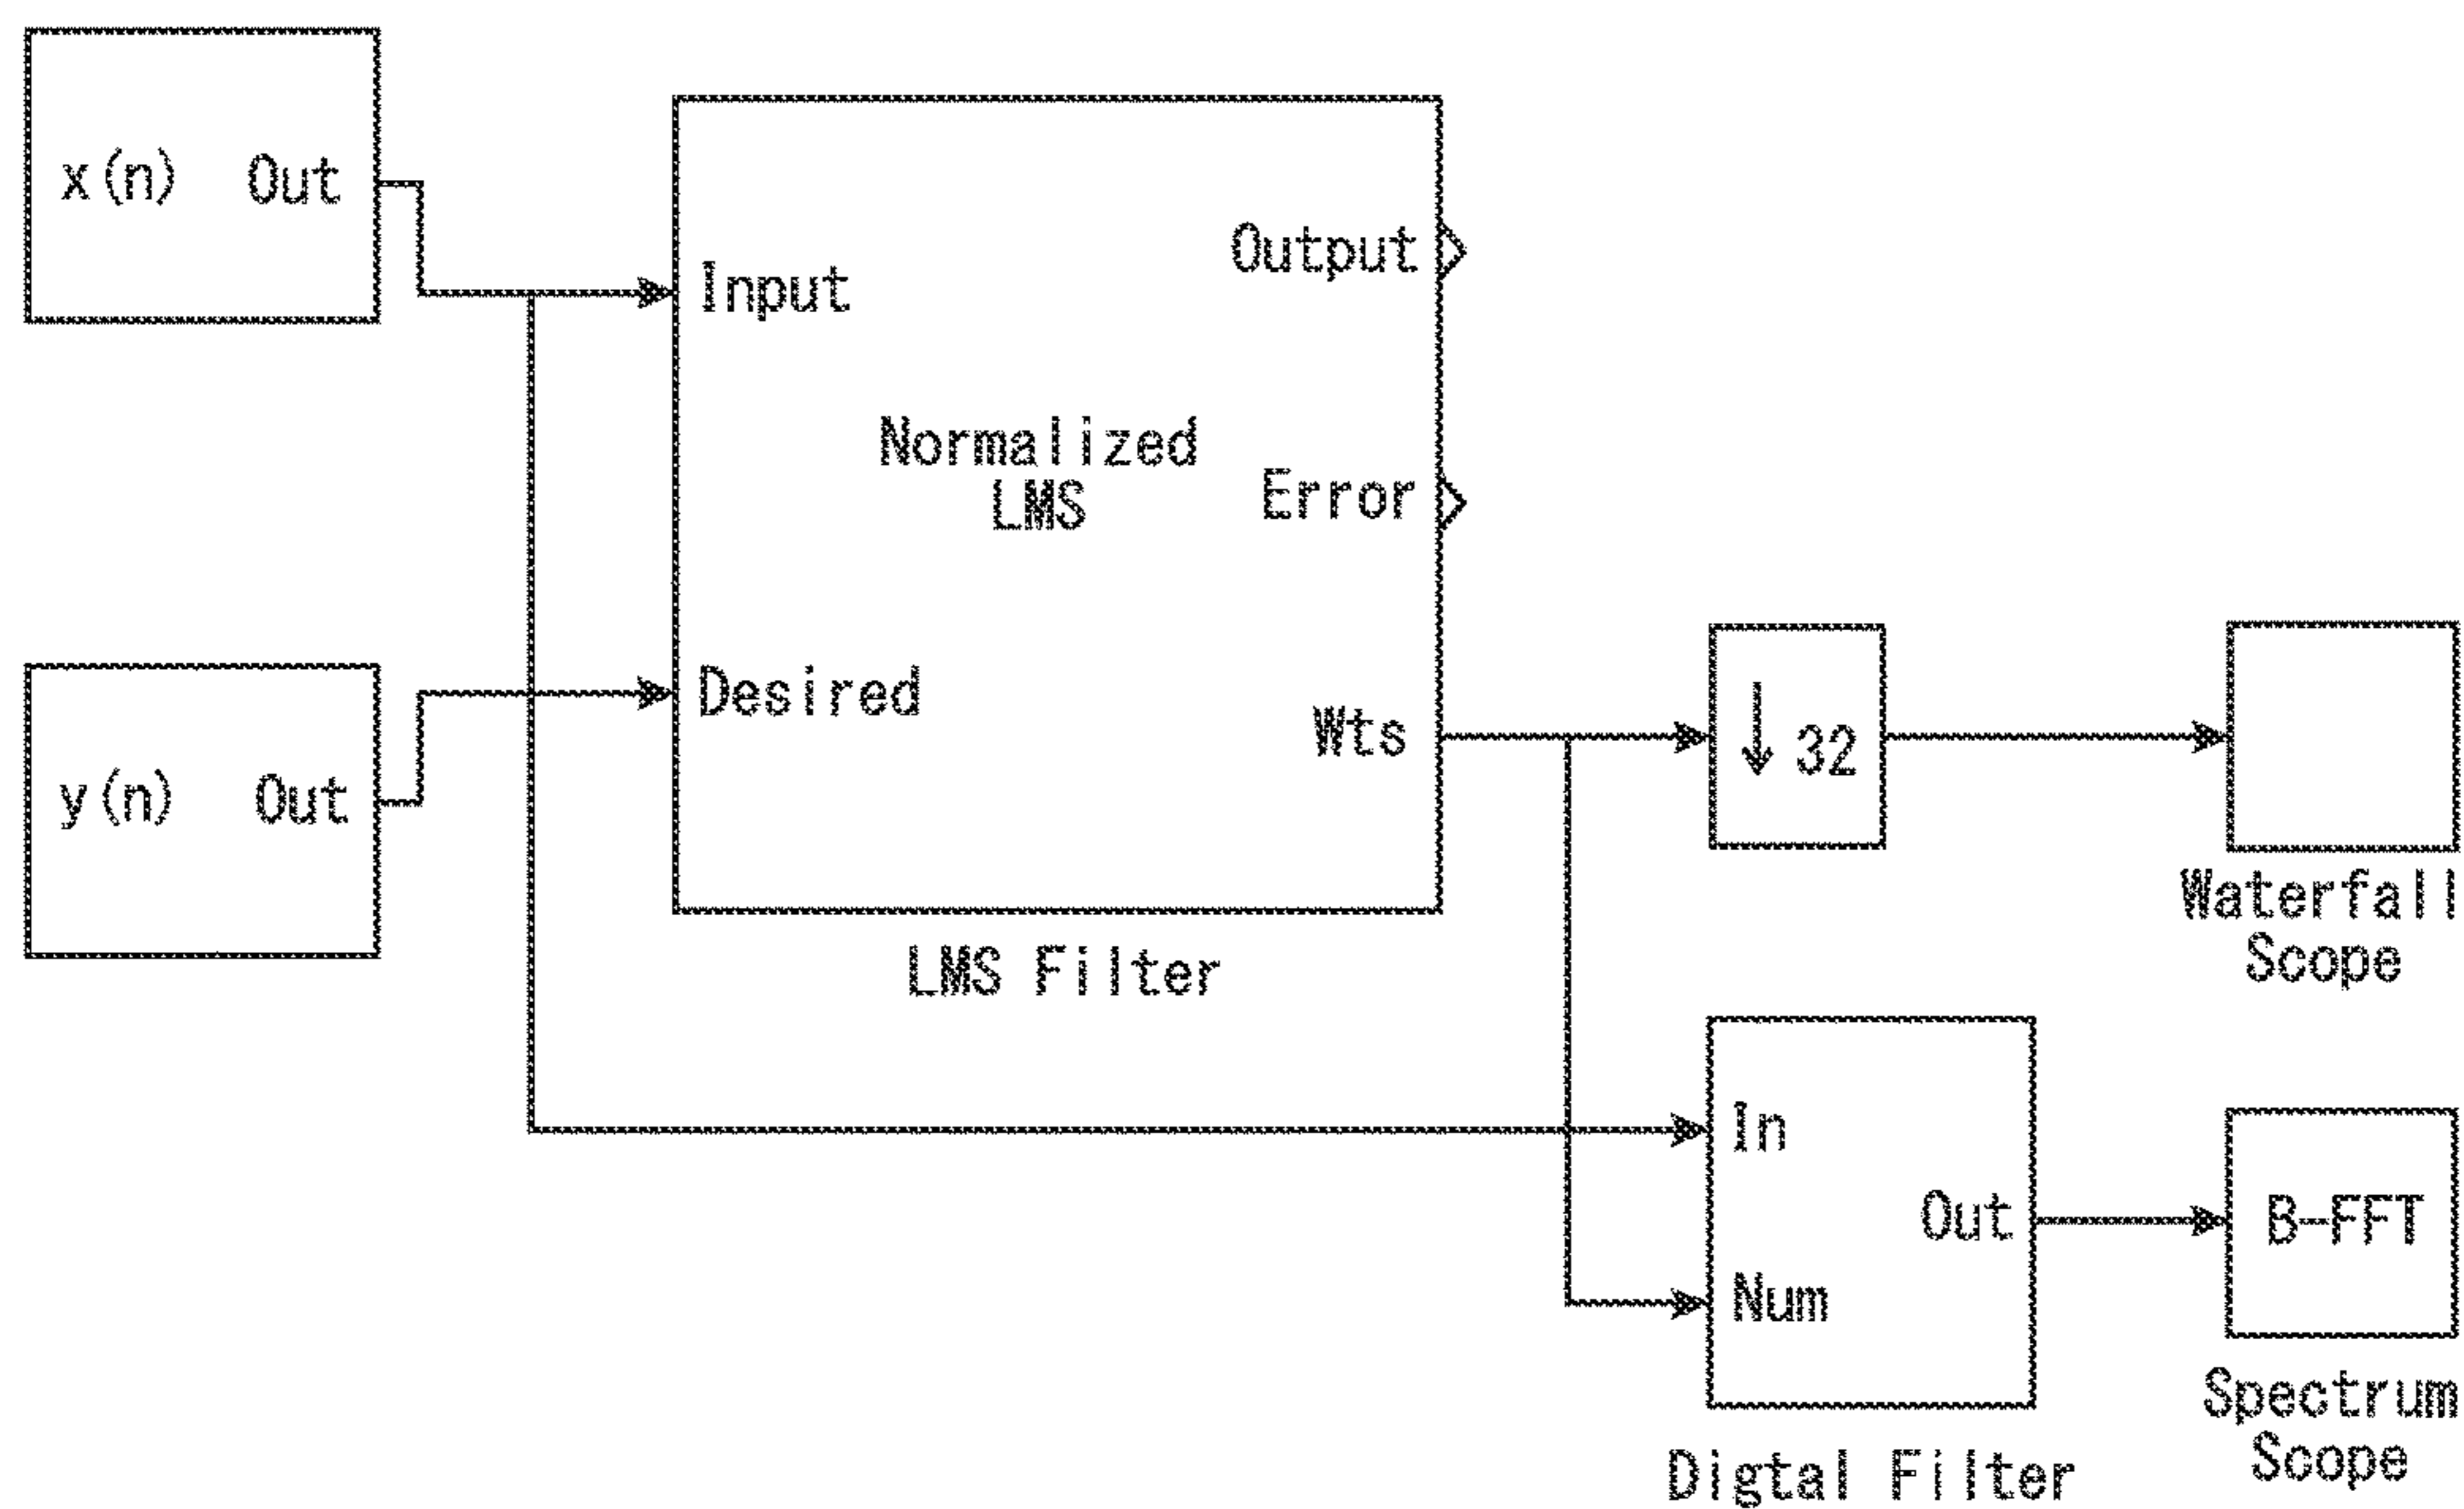 x(n) Out
Input
Output
Normalized
LMS
Error
y(n) Out
Desired
Wts
↓ 32
LMS Filter
Waterfall
Scope
In
Out
Num
B-FFT
Digtal Filter
Spectrum
Scope